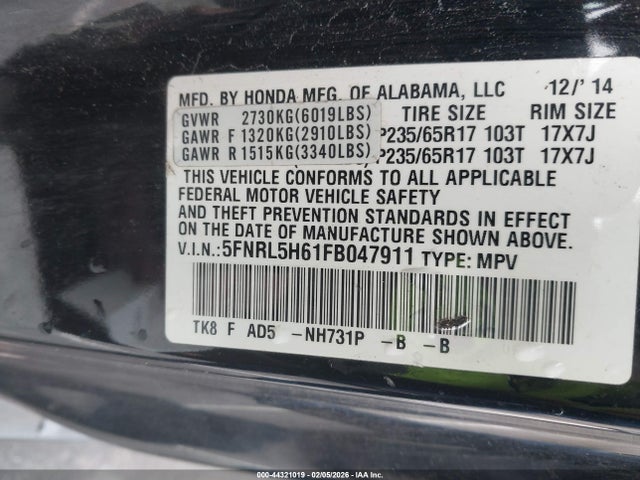 MFD. BY HONDA MFG. OF ALABAMA, LLC 12/'14
TIRE SIZE RIM SIZE
GVWR 2730KG(6019LBS)
GAWR F 1320KG(2910LBS) P235/65R17 103T 17X7J
GAWR R 1515KG(3340LBS) P235/65R17 103T 17X7J
THIS VEHICLE CONFORMS TO ALL APPLICABLE
FEDERAL MOTOR VEHICLE SAFETY
AND THEFT PREVENTION STANDARDS IN EFFECT
ON THE DATE OF MANUFACTURE SHOWN ABOVE.
V.I.N.:5FNRL5H61FB047911 TYPE: MPV
TK8 F AD5 -NH731P -B -B
000-44321019 - 02/05/2026 - IAA Inc.